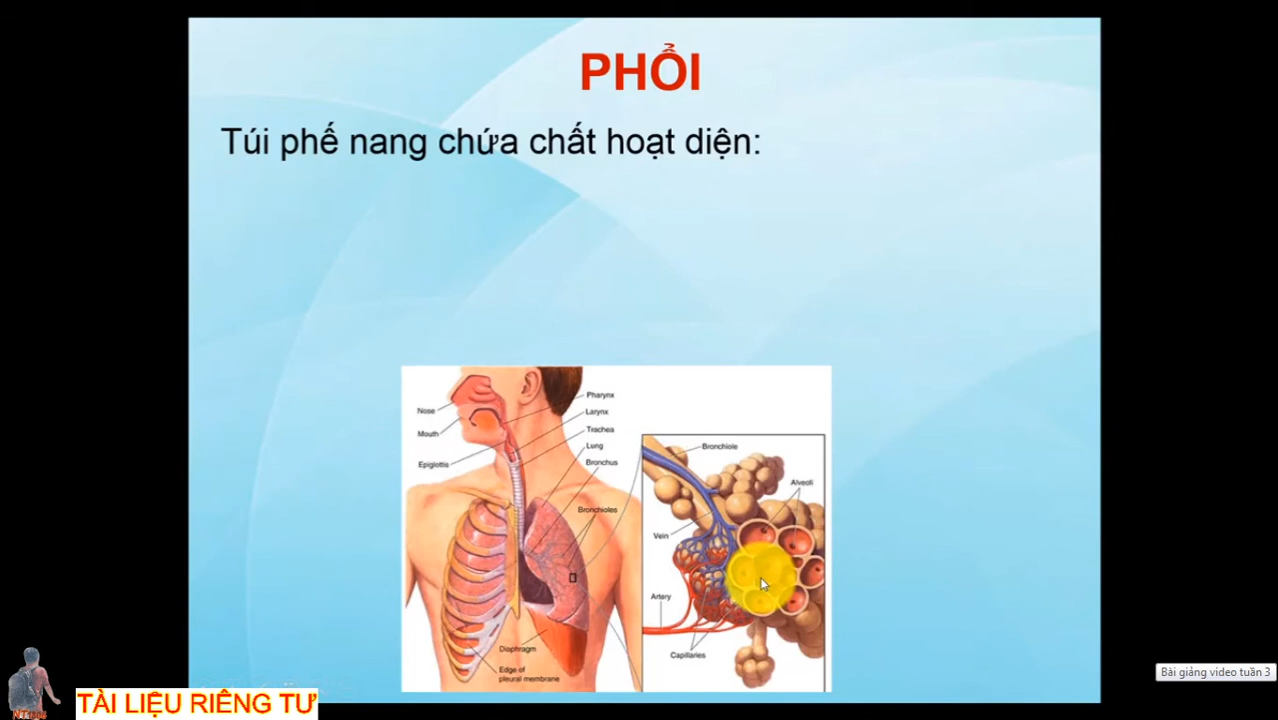 PHỔI
Túi phế nang chứa chất hoạt diện:
Nose
Mouth
Epiglottis
Pharynx
Larynx
Trachea
Lung
Bronchus
Bronchioles
Diaphragm
Edge of
pleural membrane
Bronchiole
Alveoli
Vein
Artery
Capillaries
Bài giảng video tuần 3
TÀI LIỆU RIÊNG TƯ